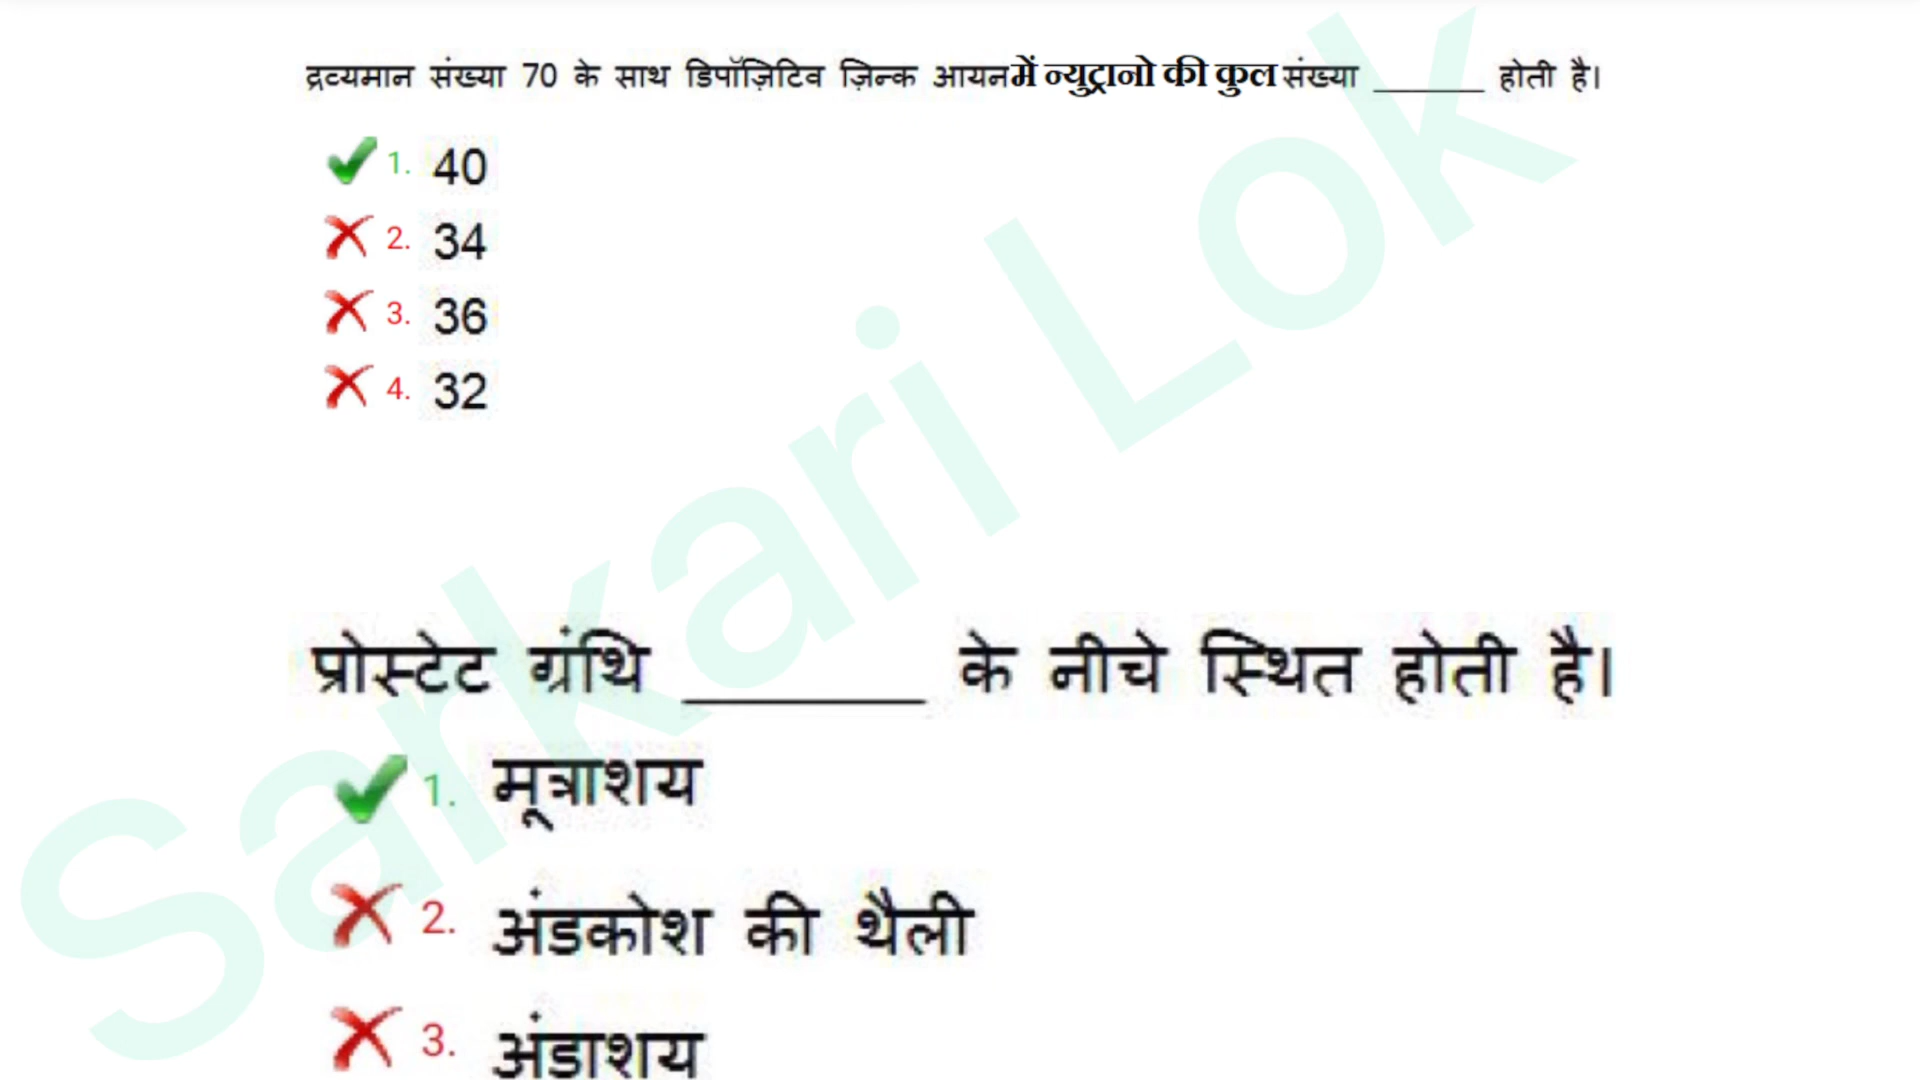 द्रव्यमान संख्या 70 के साथ डिपॉज़िटिव ज़िन्क आयनमें न्युट्रानो की कुल संख्या ______ होती है।
1. 40
2. 34
3. 36
4. 32
प्रोस्टेट ग्रंथि ______ के नीचे स्थित होती है।
1. मूत्राशय
2. अंडकोश की थैली
3. अंडाशय
Sarkari Lok